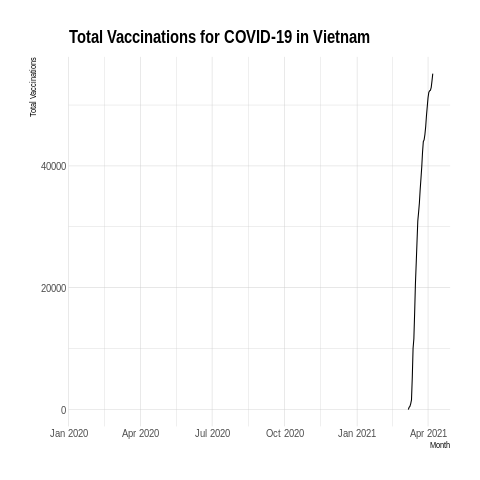 Total Vaccinations for COVID-19 in Vietnam
Total Vaccinations
40000
20000
0
Jan 2020 Apr 2020 Jul 2020 Oct 2020 Jan 2021 Apr 2021
Month